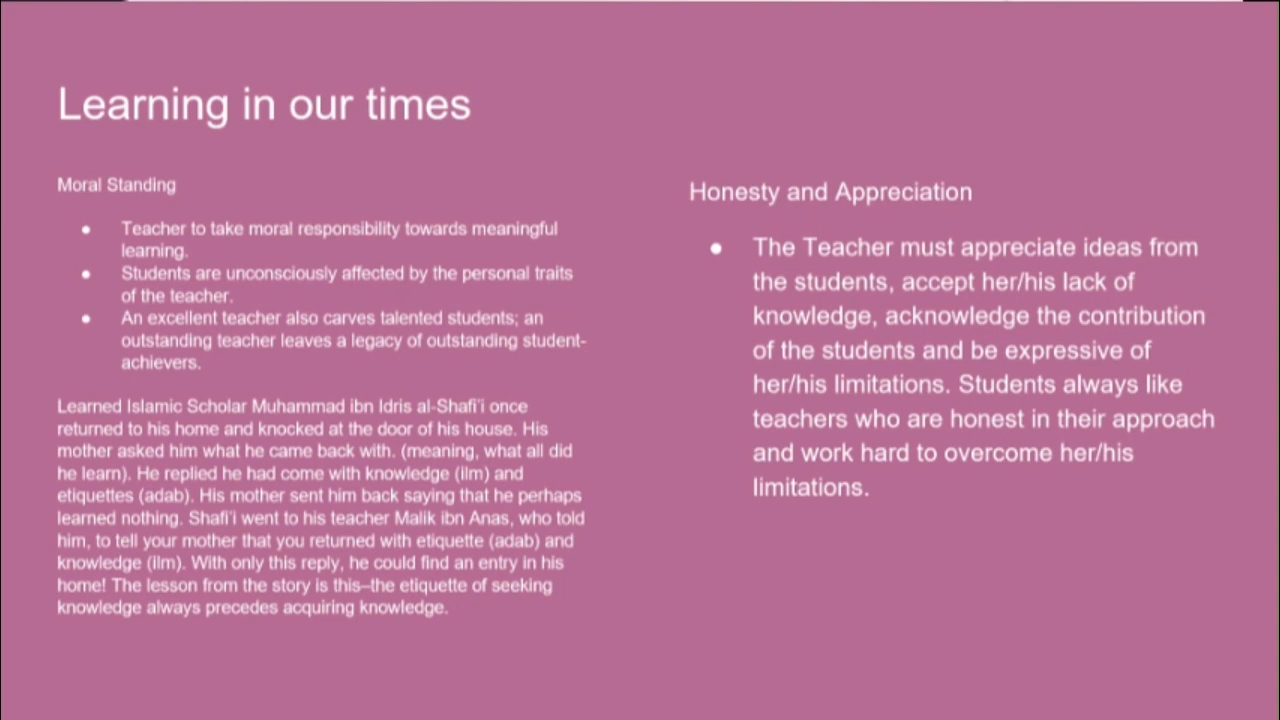 Learning in our times
Moral Standing
● Teacher to take moral responsibility towards meaningful
learning.
● Students are unconsciously affected by the personal traits
of the teacher.
● An excellent teacher also carves talented students; an
outstanding teacher leaves a legacy of outstanding student-
achievers.
Learned Islamic Scholar Muhammad ibn Idris al-Shafi'i once
returned to his home and knocked at the door of his house. His
mother asked him what he came back with. (meaning, what all did
he learn). He replied he had come with knowledge (ilm) and
etiquettes (adab). His mother sent him back saying that he perhaps
learned nothing. Shafi'i went to his teacher Malik ibn Anas, who told
him, to tell your mother that you returned with etiquette (adab) and
knowledge (ilm). With only this reply, he could find an entry in his
home! The lesson from the story is this–the etiquette of seeking
knowledge always precedes acquiring knowledge.
Honesty and Appreciation
● The Teacher must appreciate ideas from
the students, accept her/his lack of
knowledge, acknowledge the contribution
of the students and be expressive of
her/his limitations. Students always like
teachers who are honest in their approach
and work hard to overcome her/his
limitations.